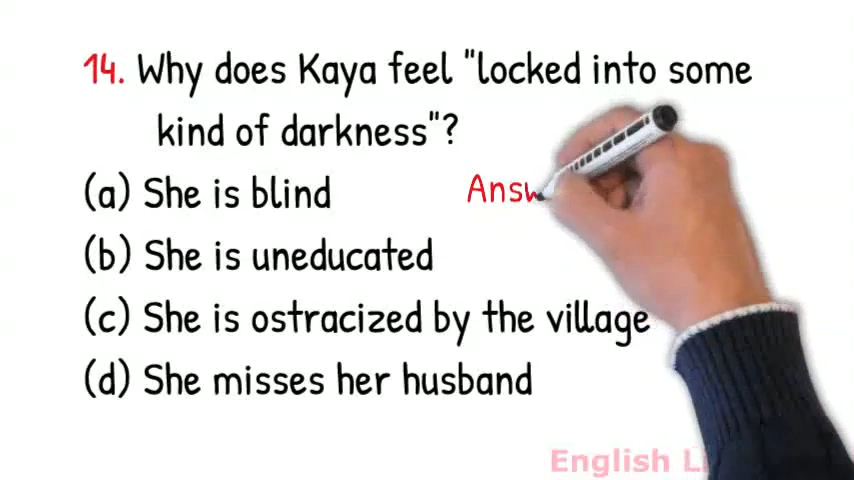 14. Why does Kaya feel "locked into some
kind of darkness"?
(a) She is blind
(b) She is uneducated
(c) She is ostracized by the village
(d) She misses her husband
English